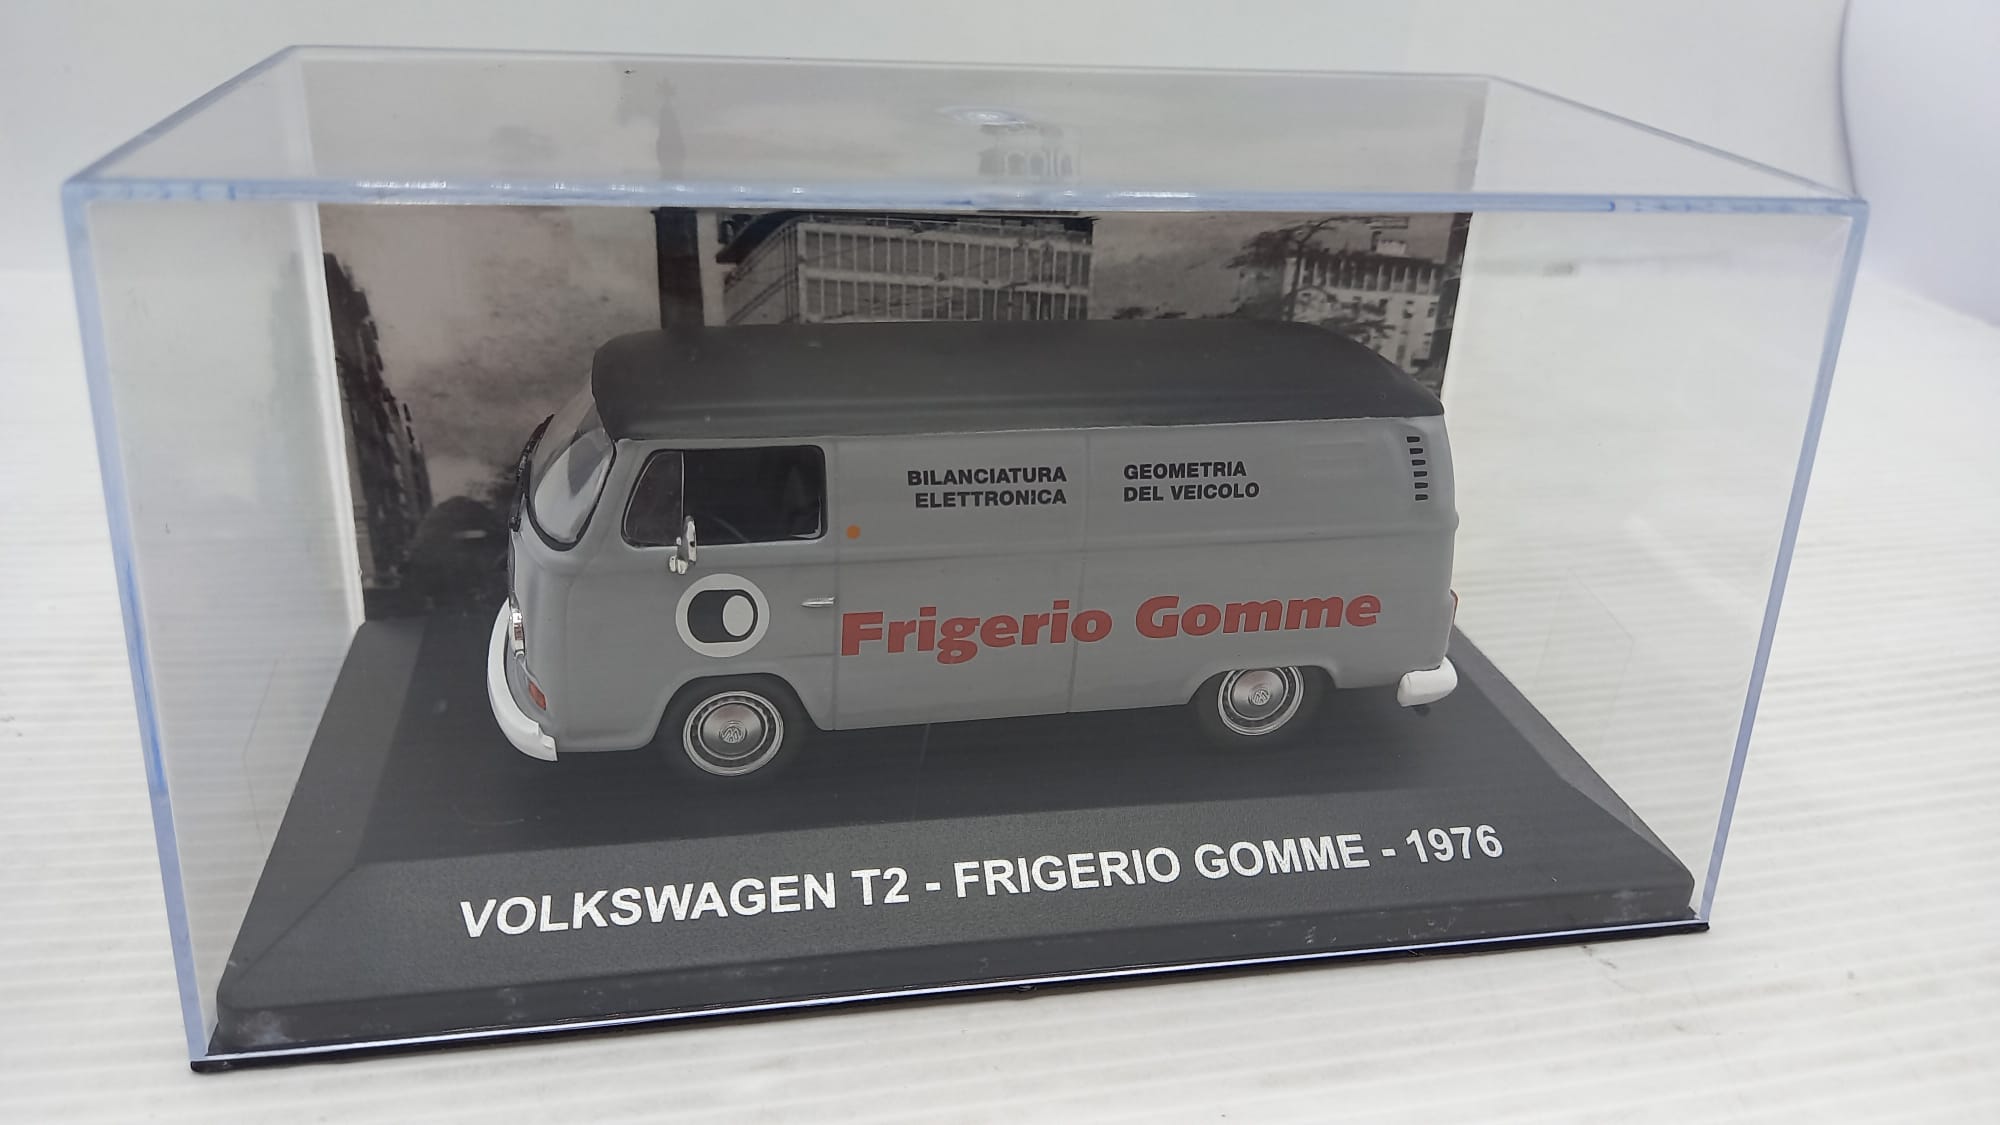 BILANCIATURA
ELETTRONICA
GEOMETRIA
DEL VEICOLO
Frigerio Gomme
VOLKSWAGEN T2 - FRIGERIO GOMME - 1976